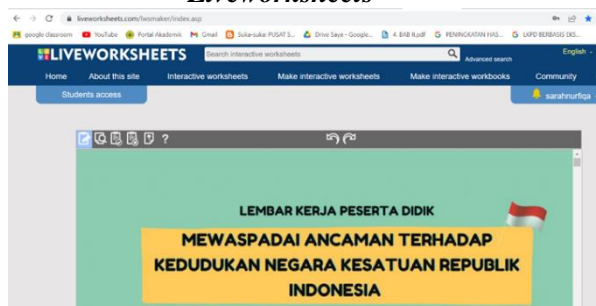 Liveworksheets
liveworksheets.com/lwsmaker/index.asp
google classroom YouTube Portal Akademik Gmail Suka-suka: PUSAT S... Drive Saya - Google... 4. BAB II.pdf PENINGKATAN HAS... LKPD BERBASIS DIS...
LIVEWORKSHEETS Search interactive worksheets Advanced search English
Home About this site Interactive worksheets Make interactive worksheets Make interactive workbooks Community
Students access sarahnurfiqa
?
LEMBAR KERJA PESERTA DIDIK
MEWASPADAI ANCAMAN TERHADAP
KEDUDUKAN NEGARA KESATUAN REPUBLIK
INDONESIA